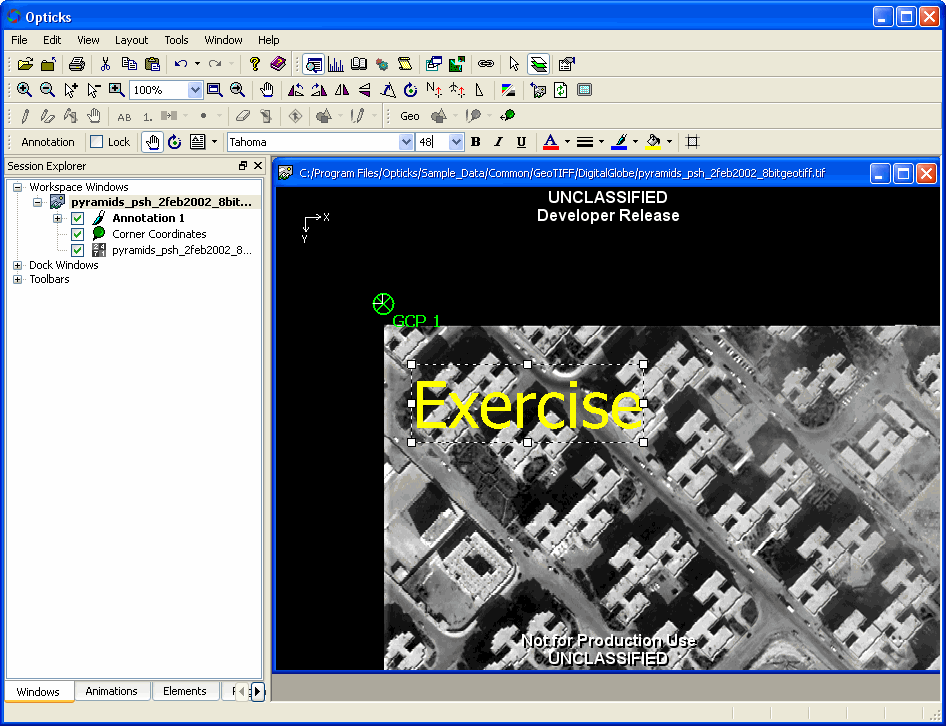 Opticks
File Edit View Layout Tools Window Help
100%
N
AB 1. Geo
Annotation Lock Tahoma 48 B I U A
Session Explorer
Workspace Windows
pyramids_psh_2feb2002_8bit...
Annotation 1
Corner Coordinates
pyramids_psh_2feb2002_8...
Dock Windows
Toolbars
Windows Animations Elements
C:/Program Files/Opticks/Sample_Data/Common/GeoTIFF/DigitalGlobe/pyramids_psh_2feb2002_8bitgeotiff.tif
UNCLASSIFIED
Developer Release
X
Y
GCP 1
Exercise
Not for Production Use
UNCLASSIFIED